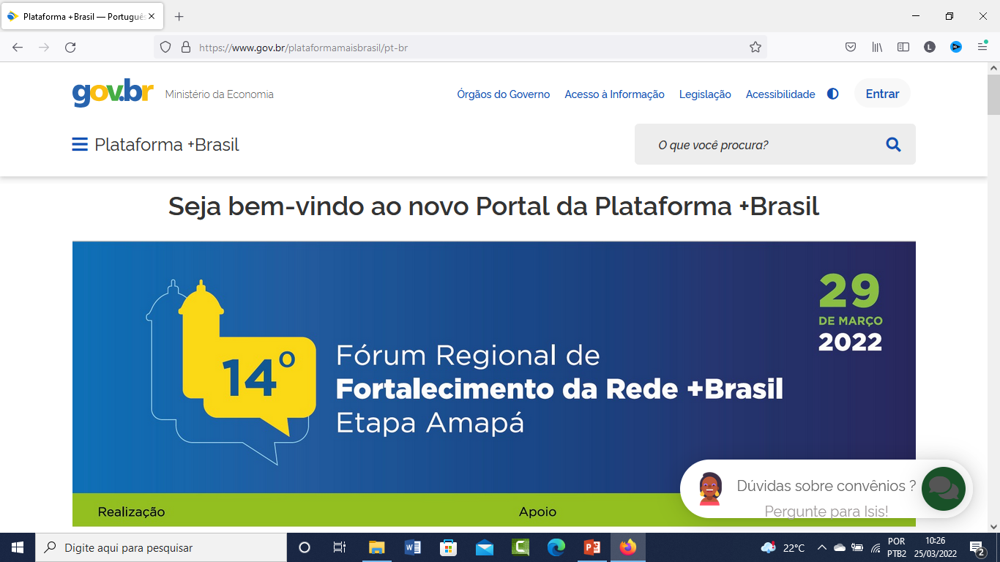 Plataforma +Brasil — Português
https://www.gov.br/plataformamaisbrasil/pt-br
gov.br
Ministério da Economia
Órgãos do Governo
Acesso à Informação
Legislação
Acessibilidade
Entrar
Plataforma +Brasil
O que você procura?
Seja bem-vindo ao novo Portal da Plataforma +Brasil
29
DE MARÇO
2022
14º
Fórum Regional de
Fortalecimento da Rede +Brasil
Etapa Amapá
Dúvidas sobre convênios ?
Pergunte para Isis!
Realização
Apoio
Digite aqui para pesquisar
22°C
POR
PTB2
10:26
25/03/2022
2